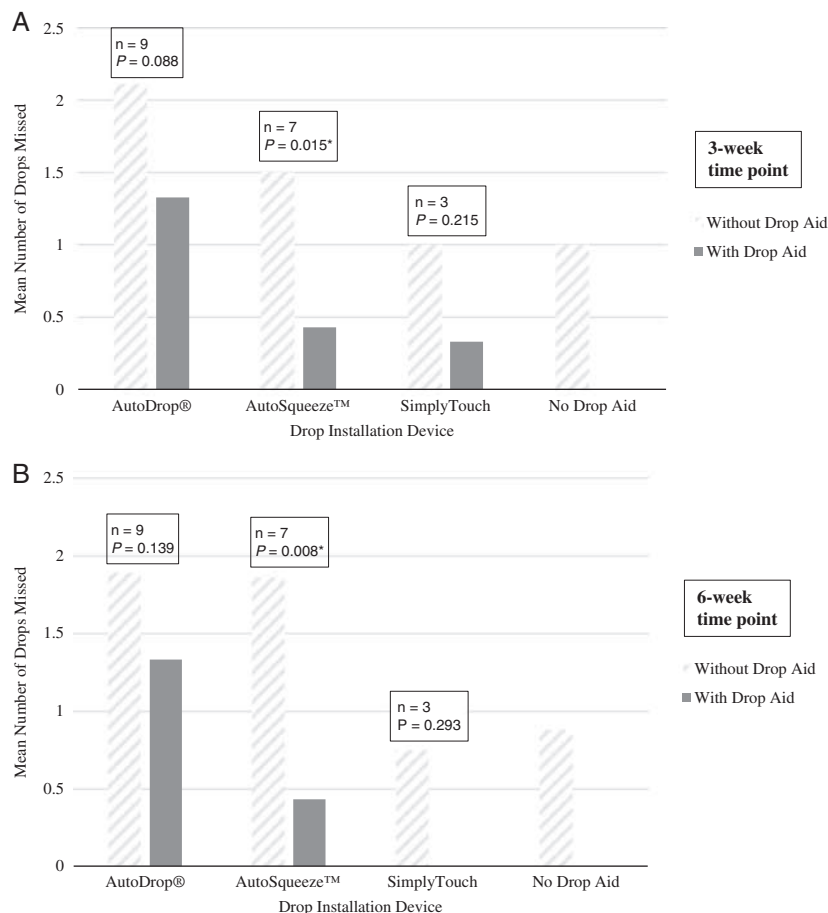 A
2.5
2
1.5
1
0.5
0
Mean Number of Drops Missed
n = 9
P = 0.088
n = 7
P = 0.015*
n = 3
P = 0.215
AutoDrop® AutoSqueeze™ SimplyTouch No Drop Aid
Drop Installation Device
3-week
time point
Without Drop Aid
With Drop Aid
B
2.5
2
1.5
1
0.5
0
Mean Number of Drops Missed
n = 9
P = 0.139
n = 7
P = 0.008*
n = 3
P = 0.293
AutoDrop® AutoSqueeze™ SimplyTouch No Drop Aid
Drop Installation Device
6-week
time point
Without Drop Aid
With Drop Aid